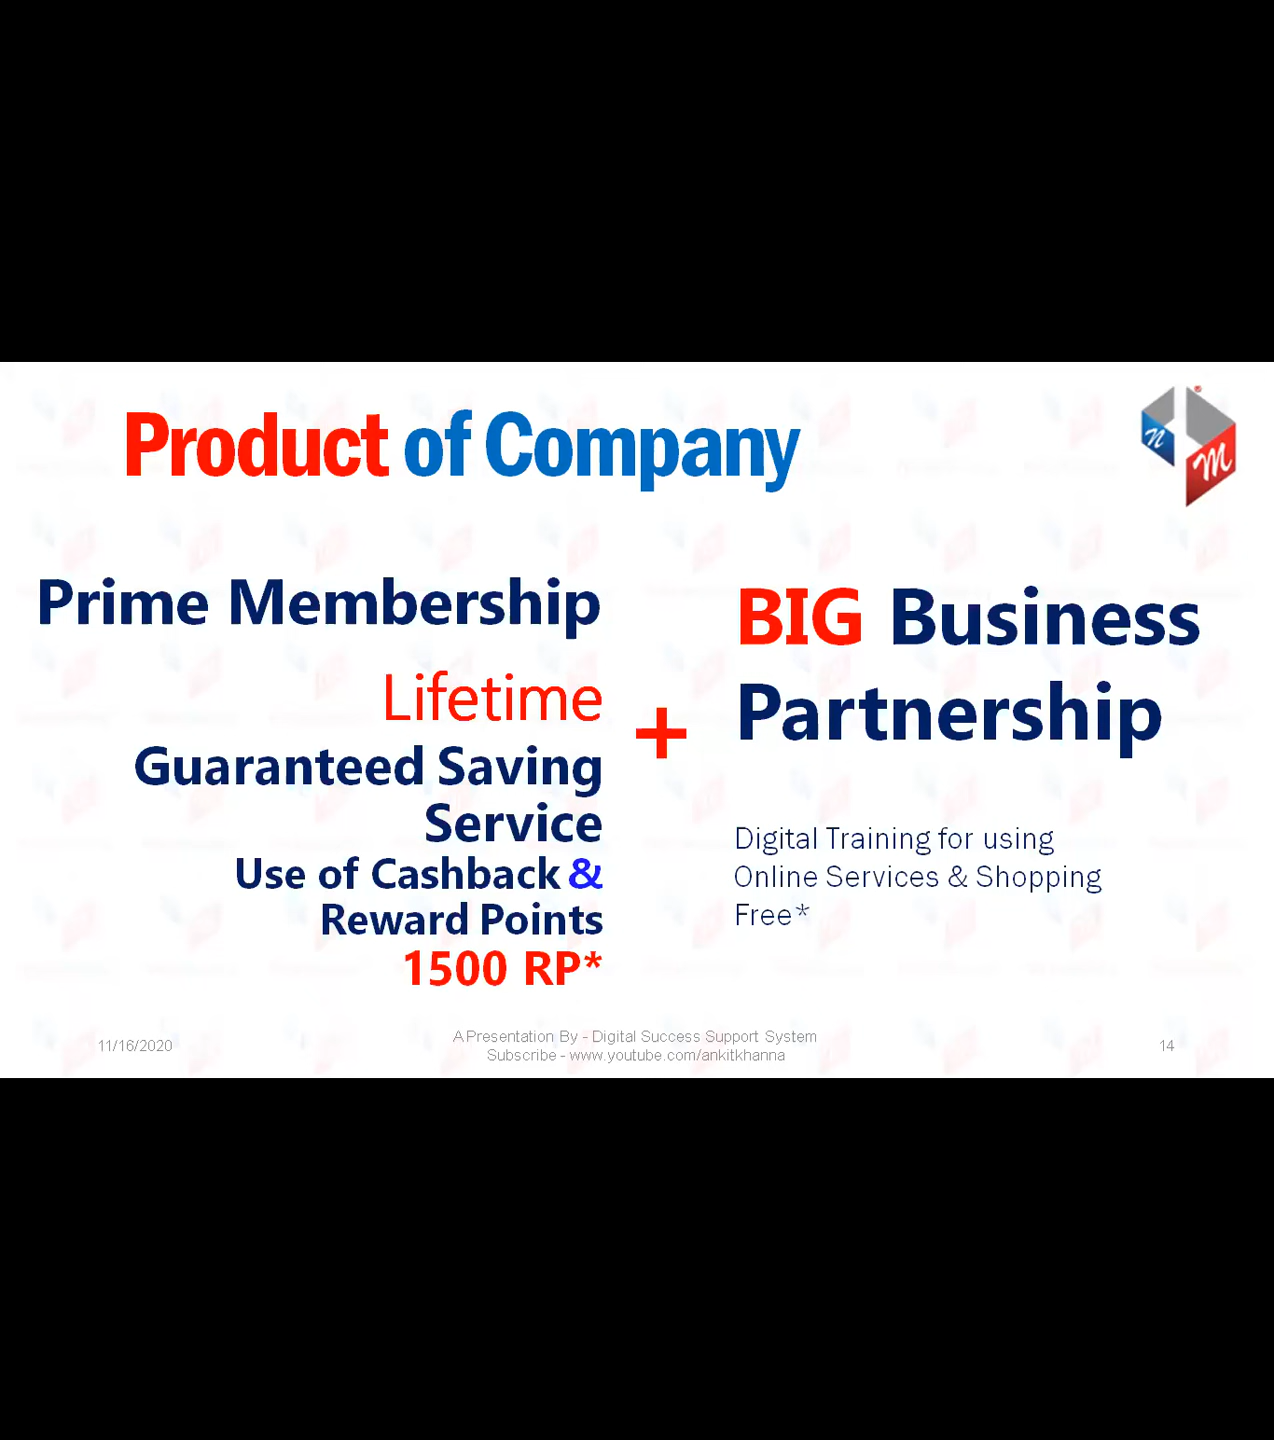 Product of Company
n
m
Prime Membership
Lifetime
Guaranteed Saving
Service
Use of Cashback &
Reward Points
1500 RP*
+
BIG Business
Partnership
Digital Training for using
Online Services & Shopping
Free*
11/16/2020
A Presentation By - Digital Success Support System
Subscribe - www.youtube.com/ankitkhanna
14